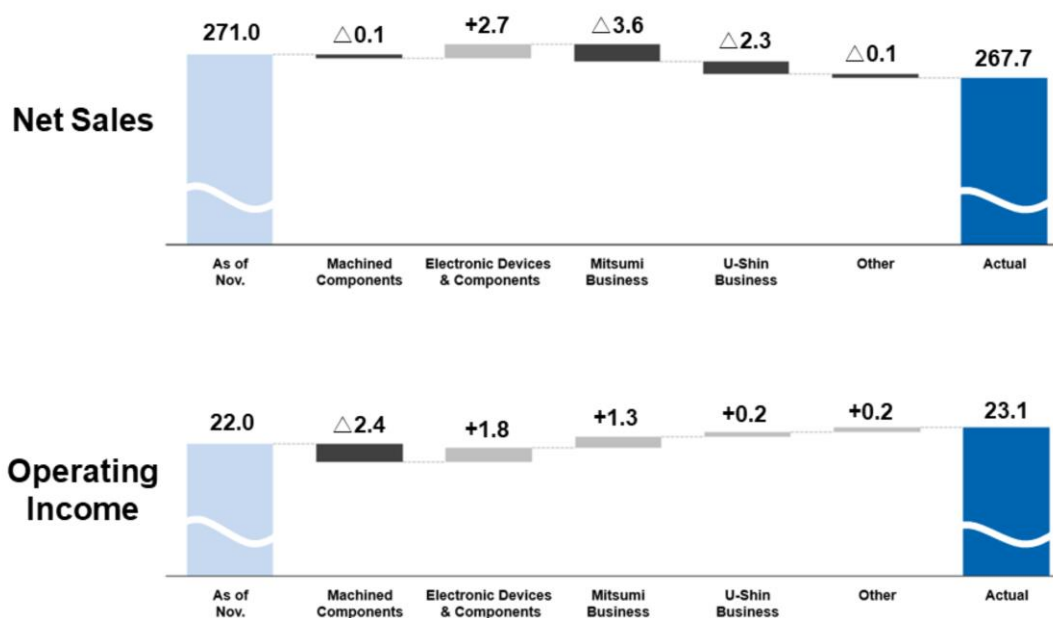 271.0
△0.1
+2.7
△3.6
△2.3
△0.1
267.7
Net Sales
As of
Nov.
Machined
Components
Electronic Devices
& Components
Mitsumi
Business
U-Shin
Business
Other
Actual
22.0
△2.4
+1.8
+1.3
+0.2
+0.2
23.1
Operating
Income
As of
Nov.
Machined
Components
Electronic Devices
& Components
Mitsumi
Business
U-Shin
Business
Other
Actual